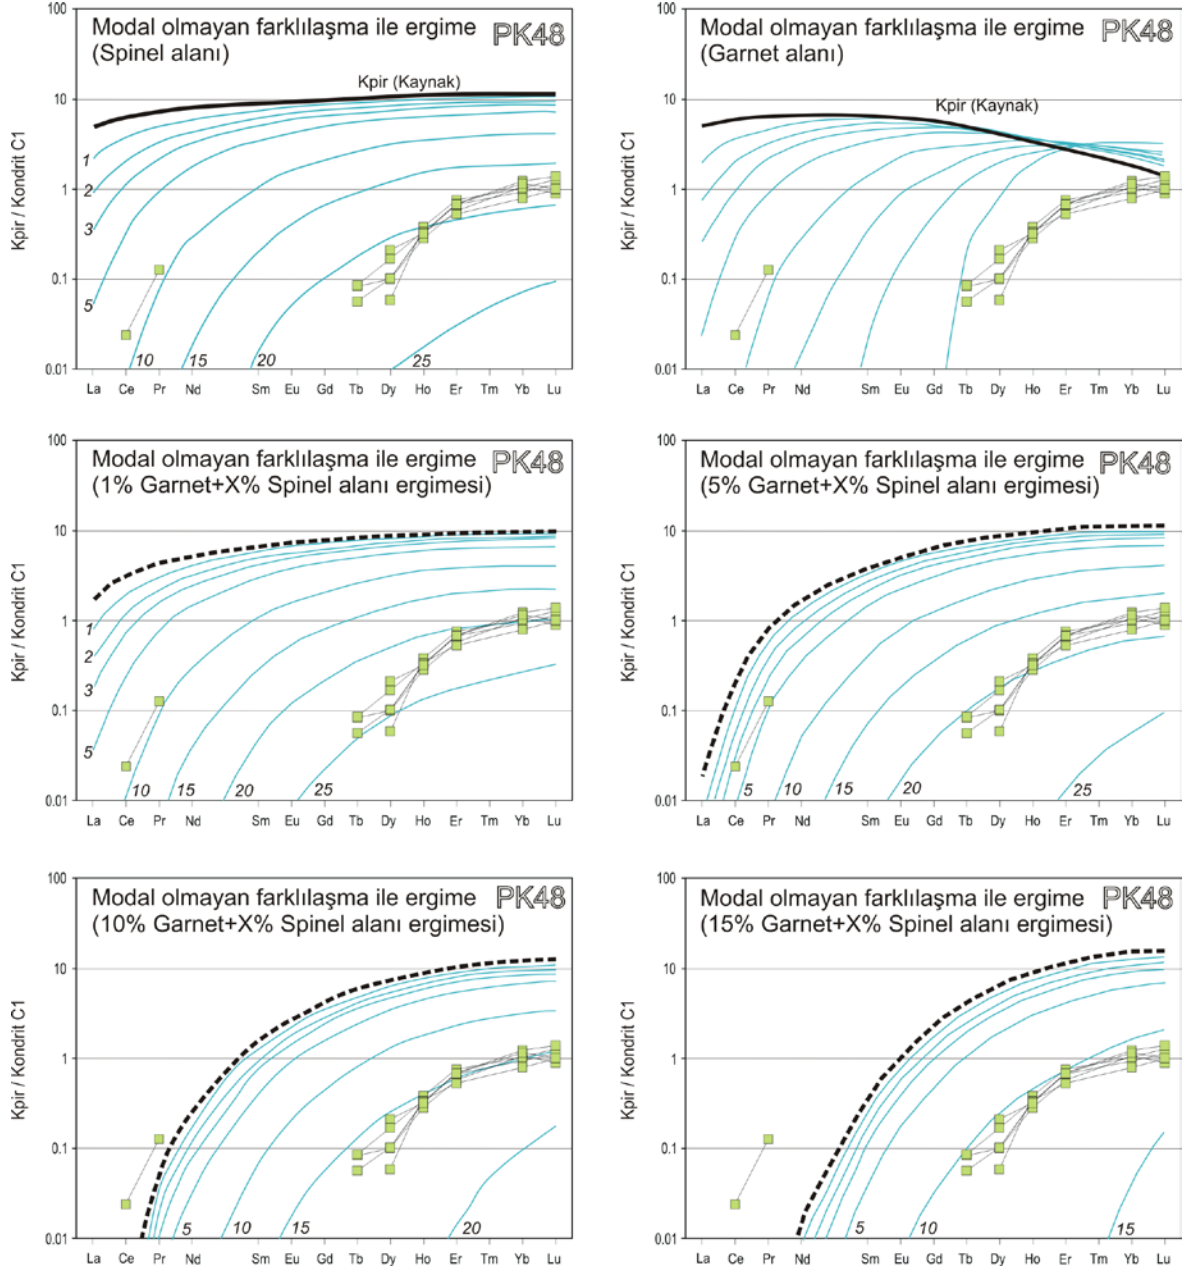 Modal olmayan farklılaşma ile ergime PK48
(Spinel alanı)
Kpir (Kaynak)
Kpir / Kondrit C1
100
10
1
0.1
0.01
1
2
3
5
10
15
20
25
La Ce Pr Nd Sm Eu Gd Tb Dy Ho Er Tm Yb Lu
Modal olmayan farklılaşma ile ergime PK48
(Garnet alanı)
Kpir (Kaynak)
Kpir / Kondrit C1
100
10
1
0.1
0.01
La Ce Pr Nd Sm Eu Gd Tb Dy Ho Er Tm Yb Lu
Modal olmayan farklılaşma ile ergime PK48
(1% Garnet+X% Spinel alanı ergimesi)
Kpir / Kondrit C1
100
10
1
0.1
0.01
1
2
3
5
10
15
20
25
La Ce Pr Nd Sm Eu Gd Tb Dy Ho Er Tm Yb Lu
Modal olmayan farklılaşma ile ergime PK48
(5% Garnet+X% Spinel alanı ergimesi)
Kpir / Kondrit C1
100
10
1
0.1
0.01
5
10
15
20
25
La Ce Pr Nd Sm Eu Gd Tb Dy Ho Er Tm Yb Lu
Modal olmayan farklılaşma ile ergime PK48
(10% Garnet+X% Spinel alanı ergimesi)
Kpir / Kondrit C1
100
10
1
0.1
0.01
5
10
15
20
La Ce Pr Nd Sm Eu Gd Tb Dy Ho Er Tm Yb Lu
Modal olmayan farklılaşma ile ergime PK48
(15% Garnet+X% Spinel alanı ergimesi)
Kpir / Kondrit C1
100
10
1
0.1
0.01
5
10
15
La Ce Pr Nd Sm Eu Gd Tb Dy Ho Er Tm Yb Lu